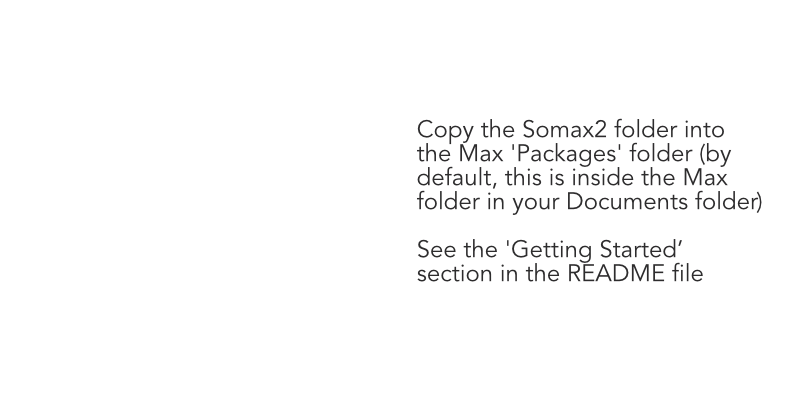 Copy the Somax2 folder into
the Max 'Packages' folder (by
default, this is inside the Max
folder in your Documents folder)
See the 'Getting Started’
section in the README file